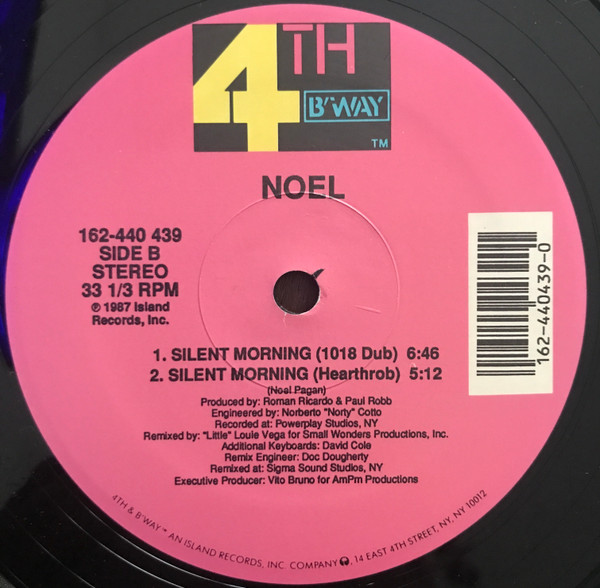 4TH
B'WAY
TM
NOEL
162-440 439
SIDE B
STEREO
33 1/3 RPM
℗ 1987 Island
Records, Inc.
162-440439-0
1. SILENT MORNING (1018 Dub) 6:46
2. SILENT MORNING (Hearthrob) 5:12
(Noel Pagan)
Produced by: Roman Ricardo & Paul Robb
Engineered by: Norberto "Norty" Cotto
Recorded at: Powerplay Studios, NY
Remixed by: "Little" Louie Vega for Small Wonders Productions, Inc.
Additional Keyboards: David Cole
Remix Engineer: Doc Dougherty
Remixed at: Sigma Sound Studios, NY
Executive Producer: Vito Bruno for AmPm Productions
4TH & B'WAY ™ AN ISLAND RECORDS, INC. COMPANY, 14 EAST 4TH STREET, NY, NY 10012